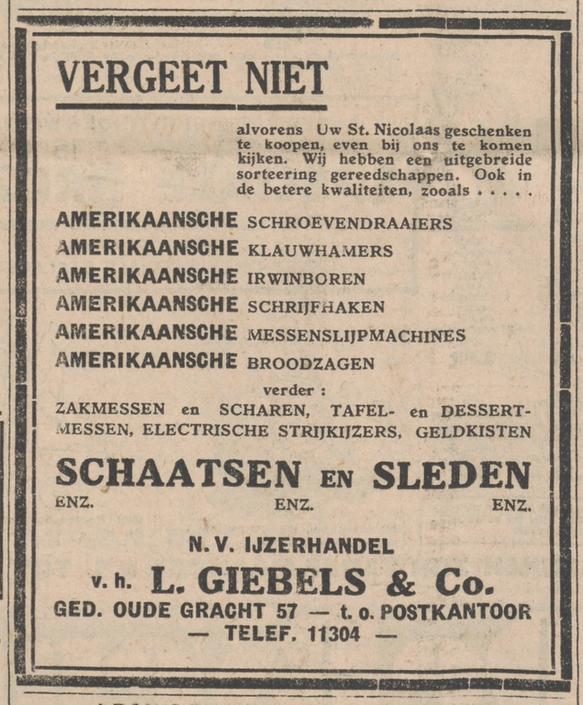 VERGEET NIET
alvorens Uw St. Nicolaas geschenken
te koopen, even bij ons te komen
kijken. Wij hebben een uitgebreide
sorteering gereedschappen. Ook in
de betere kwaliteiten, zooals . . . . .
AMERIKAANSCHE SCHROEVENDRAAIERS
AMERIKAANSCHE KLAUWHAMERS
AMERIKAANSCHE IRWINBOREN
AMERIKAANSCHE SCHRIJFHAKEN
AMERIKAANSCHE MESSENSLIJPMACHINES
AMERIKAANSCHE BROODZAGEN
verder :
ZAKMESSEN en SCHAREN, TAFEL- en DESSERT-
MESSEN, ELECTRISCHE STRIJKIJZERS, GELDKISTEN
SCHAATSEN EN SLEDEN
ENZ. ENZ. ENZ.
N. V. IJZERHANDEL
v. h. L. GIEBELS & Co.
GED. OUDE GRACHT 57 — t. o. POSTKANTOOR
— TELEF. 11304 —